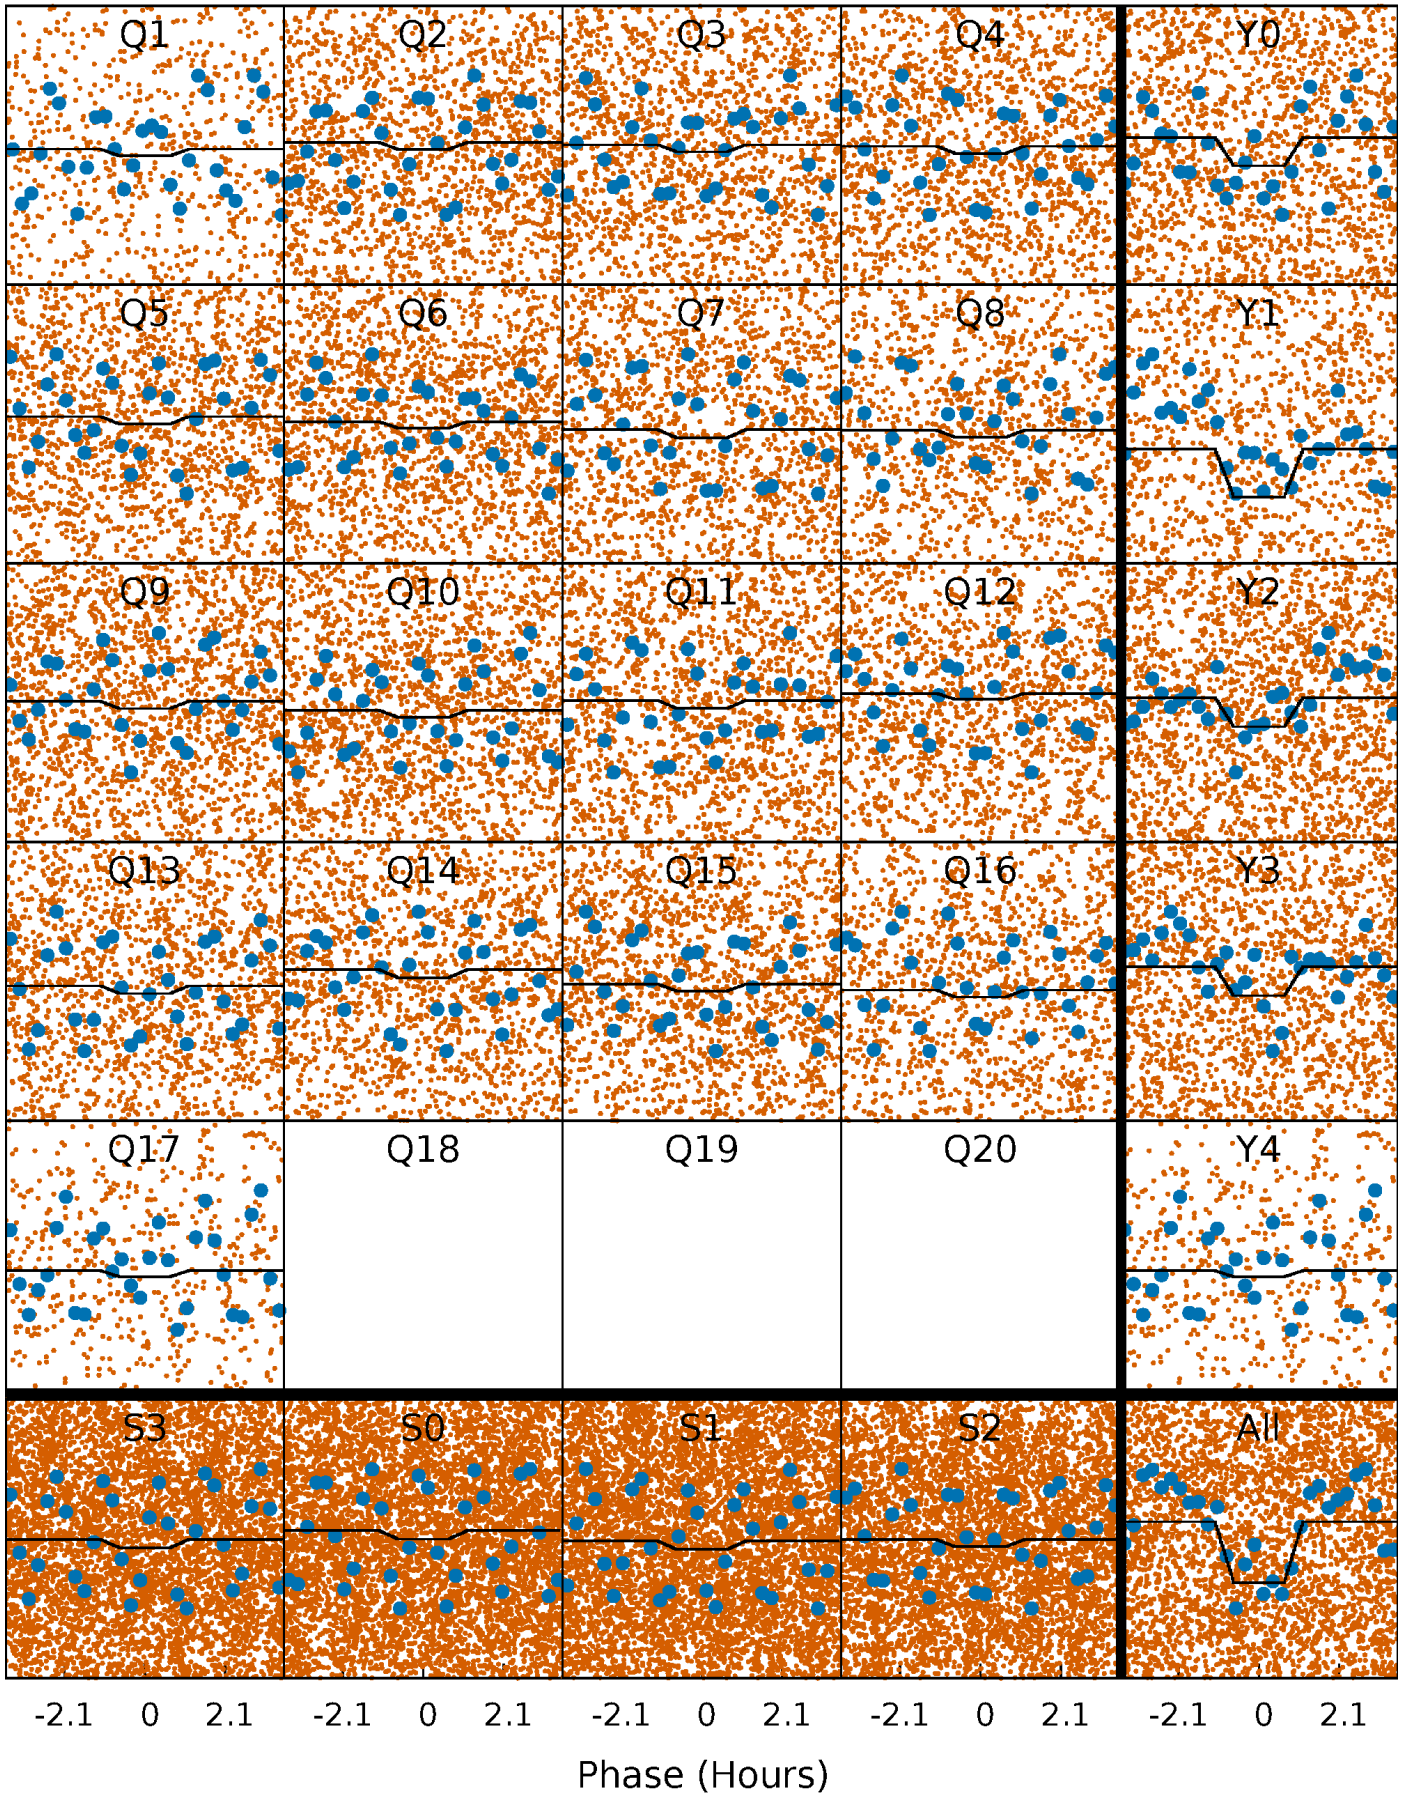 Q1 Q2 Q3 Q4 Y0
Q5 Q6 Q7 Q8 Y1
Q9 Q10 Q11 Q12 Y2
Q13 Q14 Q15 Q16 Y3
Q17 Q18 Q19 Q20 Y4
S3 S0 S1 S2 All
-2.1 0 2.1 -2.1 0 2.1 -2.1 0 2.1 -2.1 0 2.1 -2.1 0 2.1
Phase (Hours)